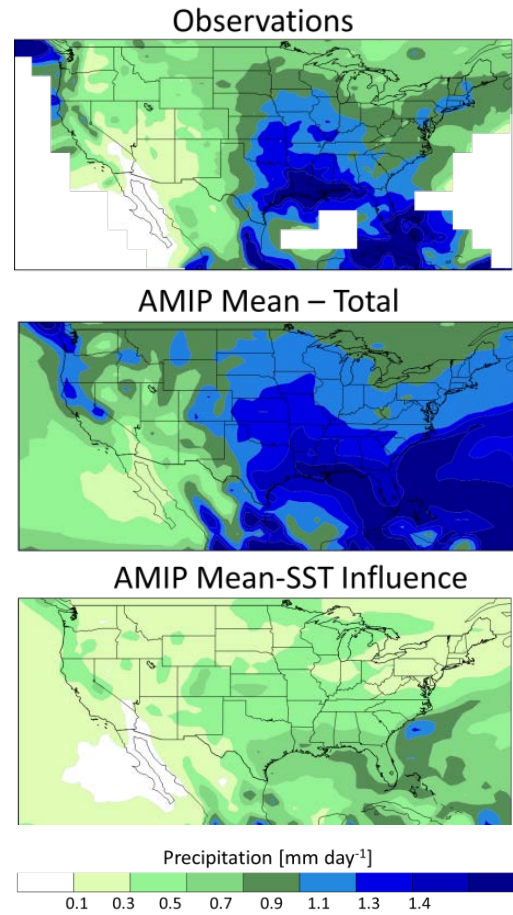 Observations
AMIP Mean – Total
AMIP Mean-SST Influence
Precipitation [mm day⁻¹]
0.1 0.3 0.5 0.7 0.9 1.1 1.3 1.4